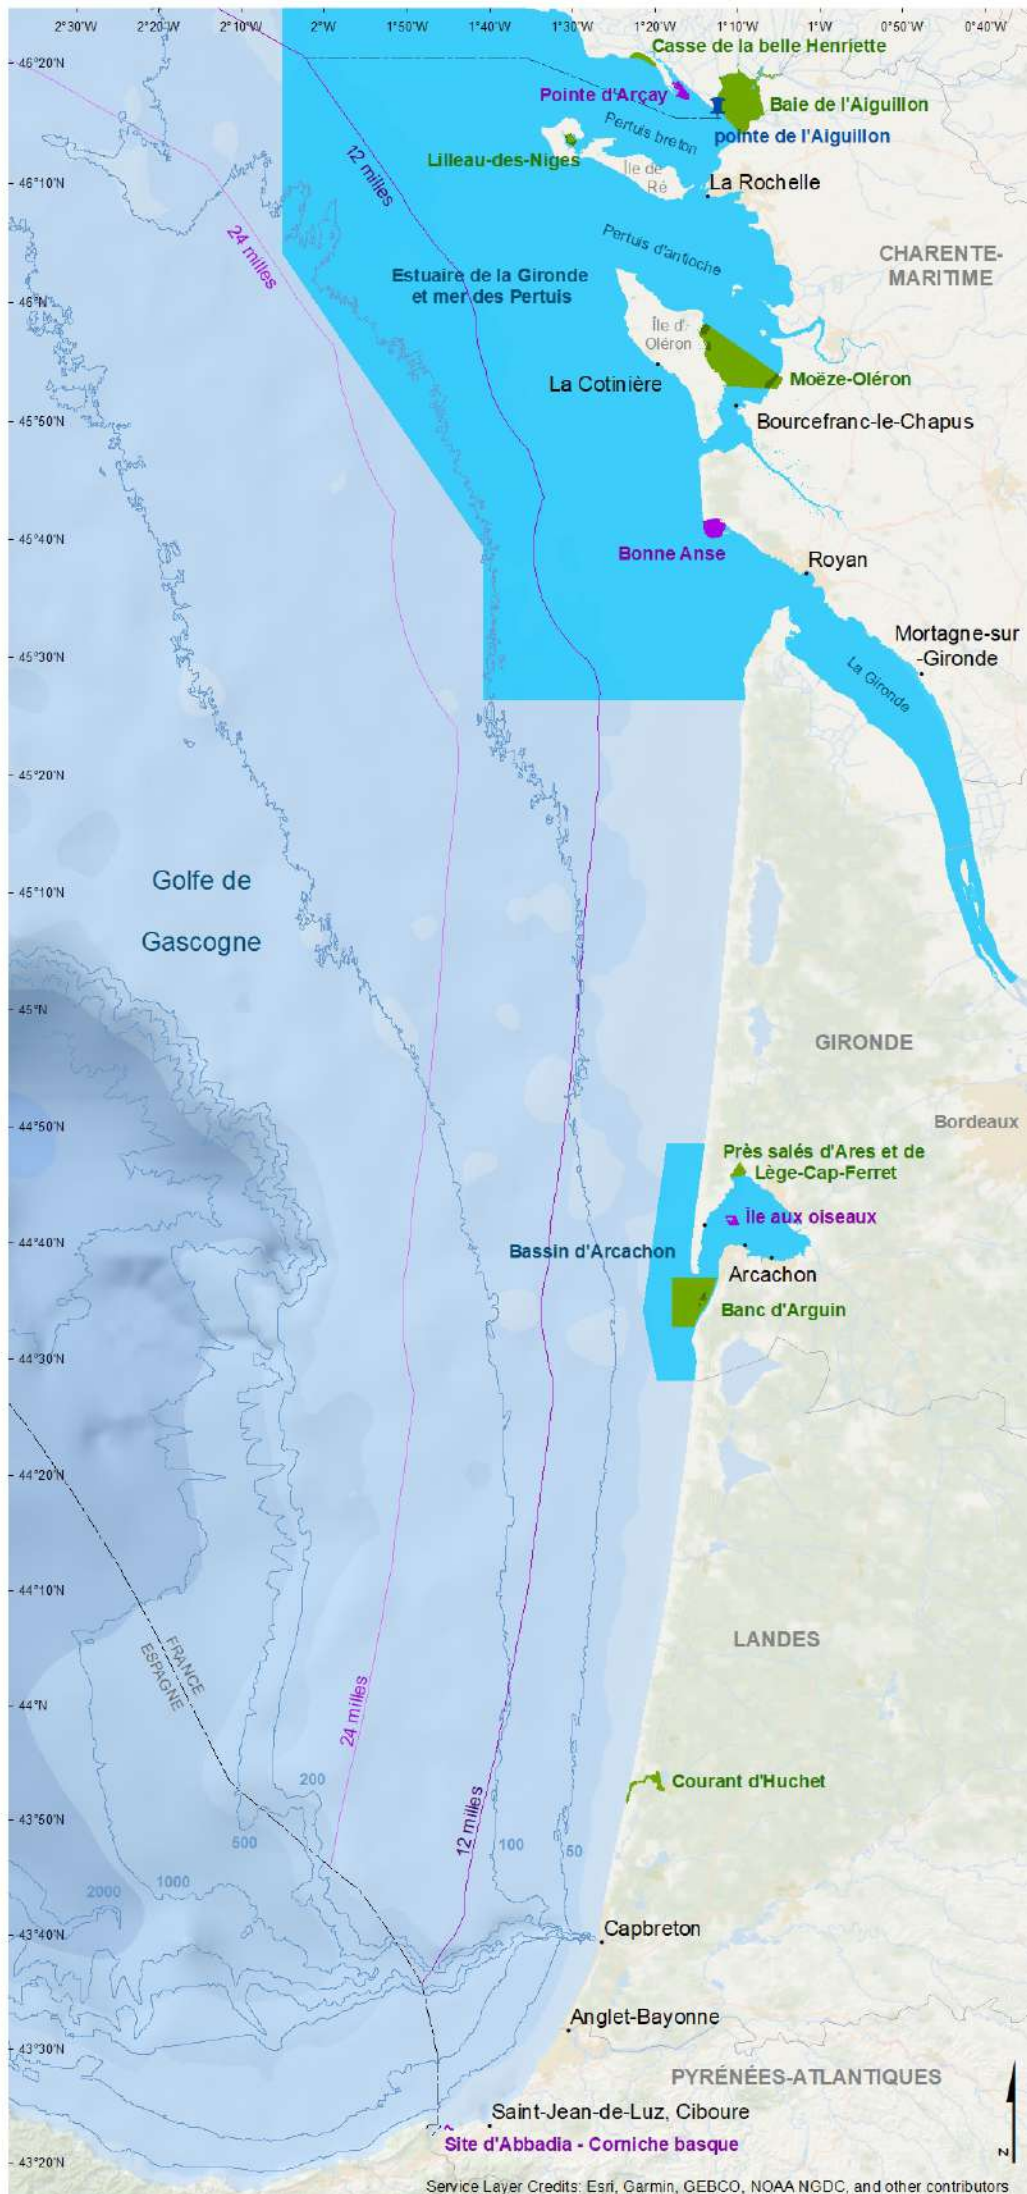 2°30'W 2°20'W 2°10'W 2°W 1°50'W 1°40'W 1°30'W 1°20'W 1°10'W 1°W 0°50'W 0°40'W
46°20'N
Casse de la belle Henriette
Pointe d'Arçay
Baie de l'Aiguillon
pointe de l'Aiguillon
Pertuis breton
Lilleau-des-Niges
Île de
Ré
La Rochelle
46°10'N
12 milles
24 milles
Pertuis d'antioche
CHARENTE-
MARITIME
Estuaire de la Gironde
et mer des Pertuis
46°N
Île d'-
Oléron
La Cotinière
Moëze-Oléron
45°50'N
Bourcefranc-le-Chapus
45°40'N
Bonne Anse
Royan
Mortagne-sur
-Gironde
La Gironde
45°30'N
45°20'N
45°10'N
Golfe de
Gascogne
45°N
GIRONDE
44°50'N
Bordeaux
Près salés d'Ares et de
Lège-Cap-Ferret
Île aux oiseaux
44°40'N
Bassin d'Arcachon
Arcachon
Banc d'Arguin
44°30'N
44°20'N
44°10'N
LANDES
FRANCE
ESPAGNE
44°N
24 milles
200
Courant d'Huchet
43°50'N
12 milles
500
100
50
1000
2000
43°40'N
Capbreton
Anglet-Bayonne
43°30'N
PYRÉNÉES-ATLANTIQUES
Saint-Jean-de-Luz, Ciboure
Site d'Abbadia - Corniche basque
N
43°20'N
Service Layer Credits: Esri, Garmin, GEBCO, NOAA NGDC, and other contributors